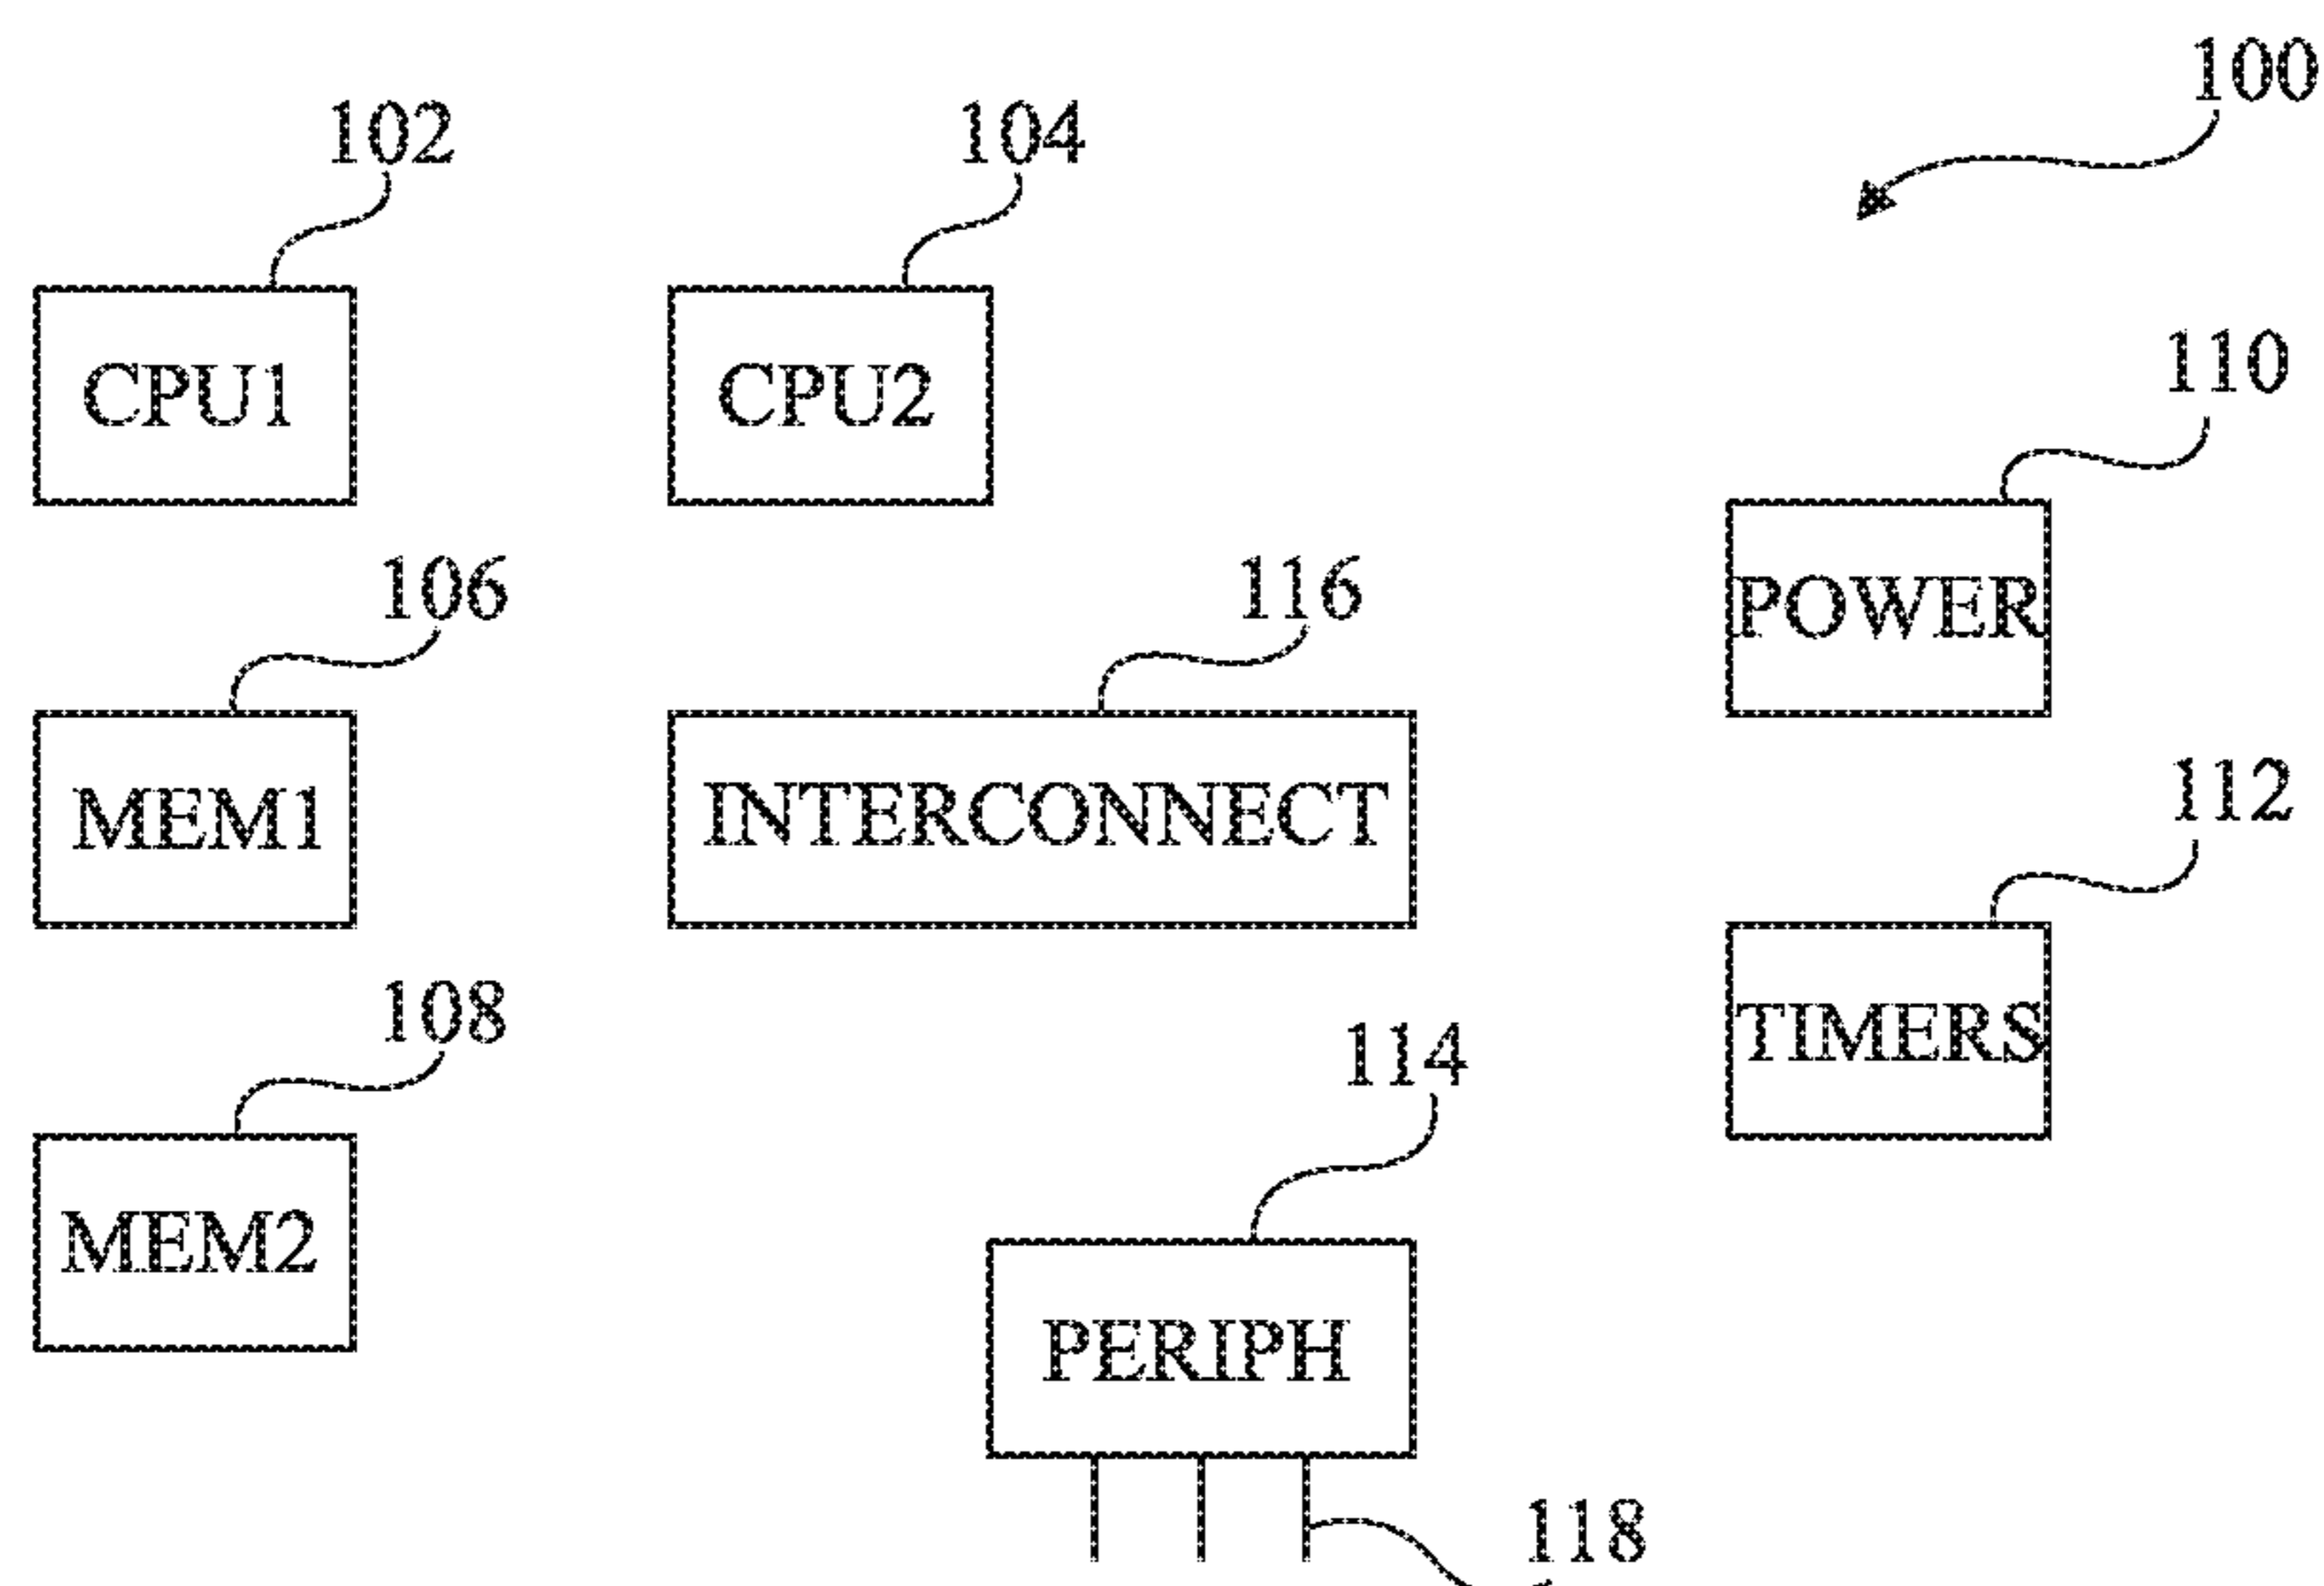 100
102
104
CPU1
CPU2
110
POWER
106
116
MEM1
INTERCONNECT
112
TIMERS
108
114
MEM2
PERIPH
118